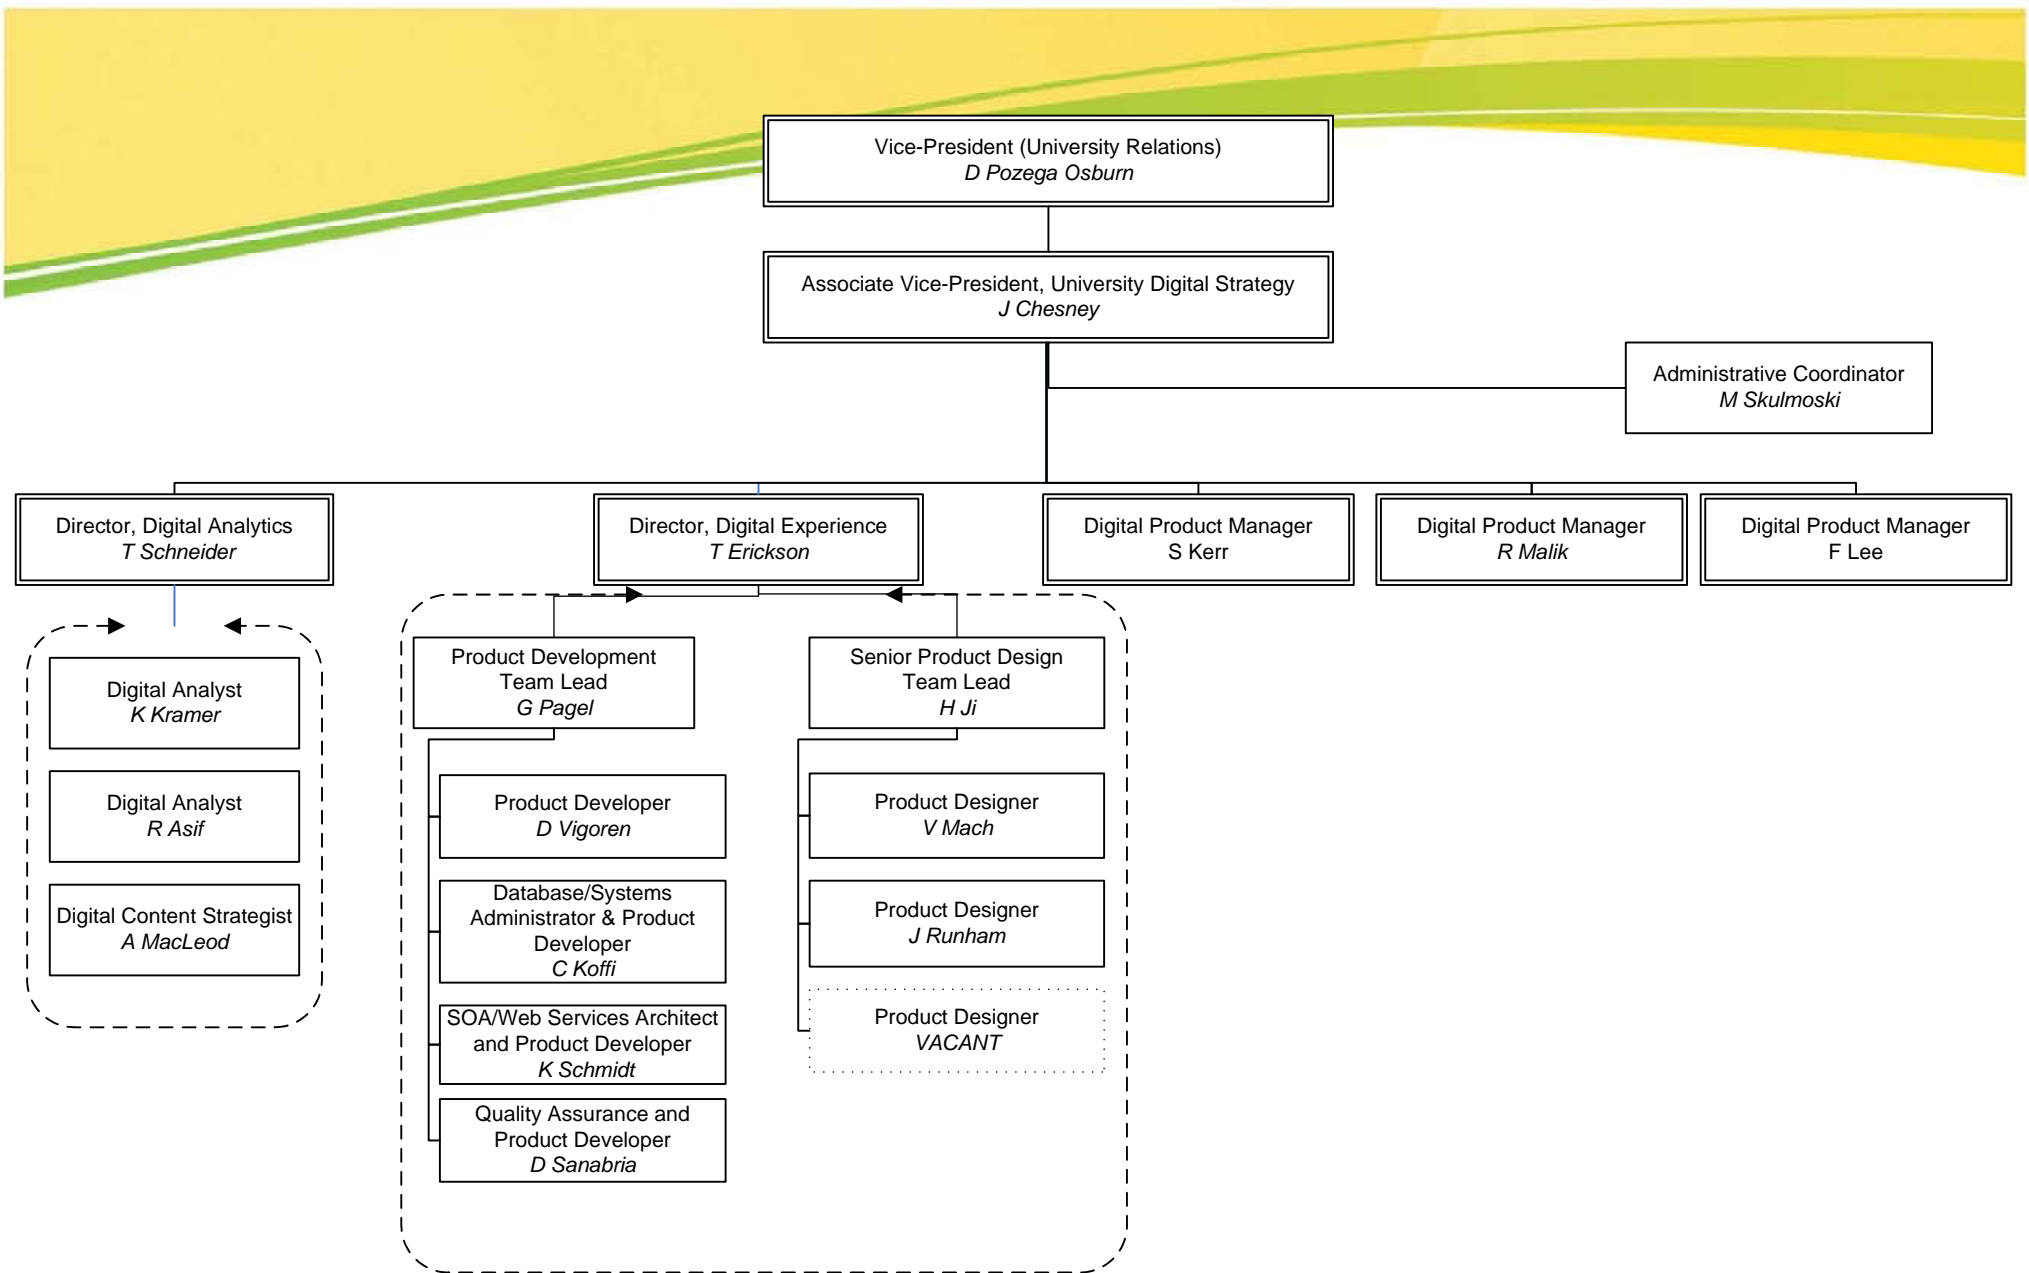 Vice-President (University Relations)
D Pozega Osburn
Associate Vice-President, University Digital Strategy
J Chesney
Administrative Coordinator
M Skulmoski
Director, Digital Analytics
T Schneider
Director, Digital Experience
T Erickson
Digital Product Manager
S Kerr
Digital Product Manager
R Malik
Digital Product Manager
F Lee
Digital Analyst
K Kramer
Digital Analyst
R Asif
Digital Content Strategist
A MacLeod
Product Development
Team Lead
G Pagel
Product Developer
D Vigoren
Database/Systems
Administrator & Product
Developer
C Koffi
SOA/Web Services Architect
and Product Developer
K Schmidt
Quality Assurance and
Product Developer
D Sanabria
Senior Product Design
Team Lead
H Ji
Product Designer
V Mach
Product Designer
J Runham
Product Designer
VACANT